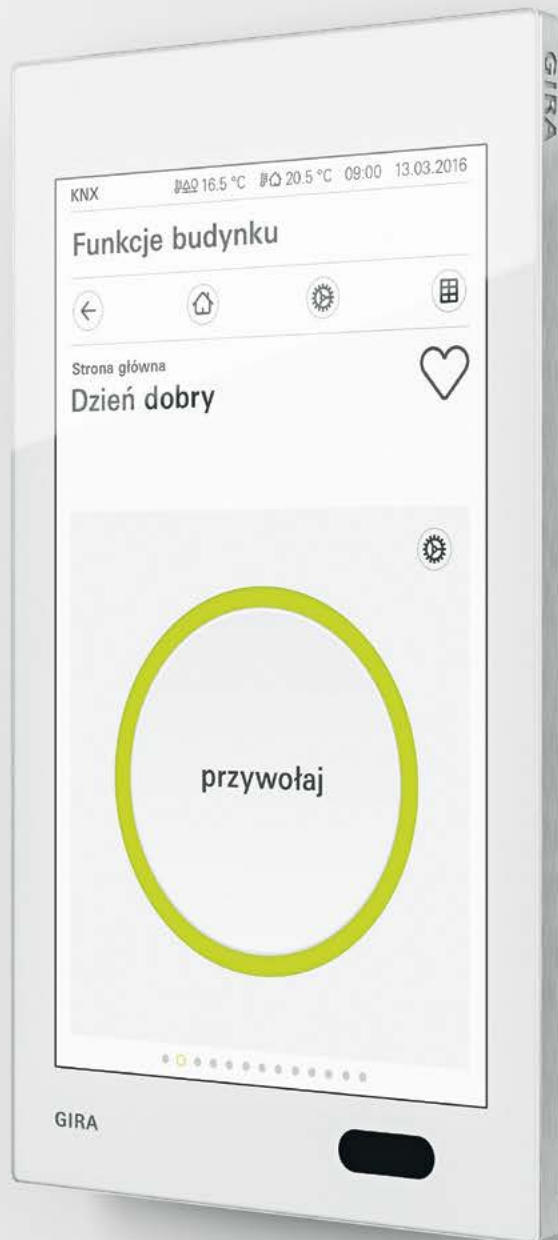 GIRA
KNX 16.5 °C 20.5 °C 09:00 13.03.2016
Funkcje budynku
Strona główna
Dzień dobry
przywołaj
GIRA